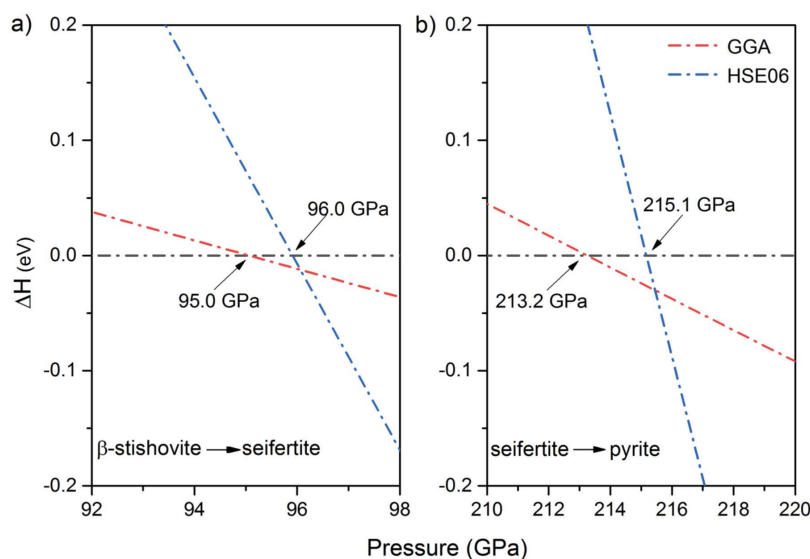 a)
b)
0.2
0.1
0.0
-0.1
-0.2
ΔH (eV)
96.0 GPa
95.0 GPa
β-stishovite → seifertite
92
94
96
98
0.2
0.1
0.0
-0.1
-0.2
GGA
HSE06
215.1 GPa
213.2 GPa
seifertite → pyrite
210
212
214
216
218
220
Pressure (GPa)